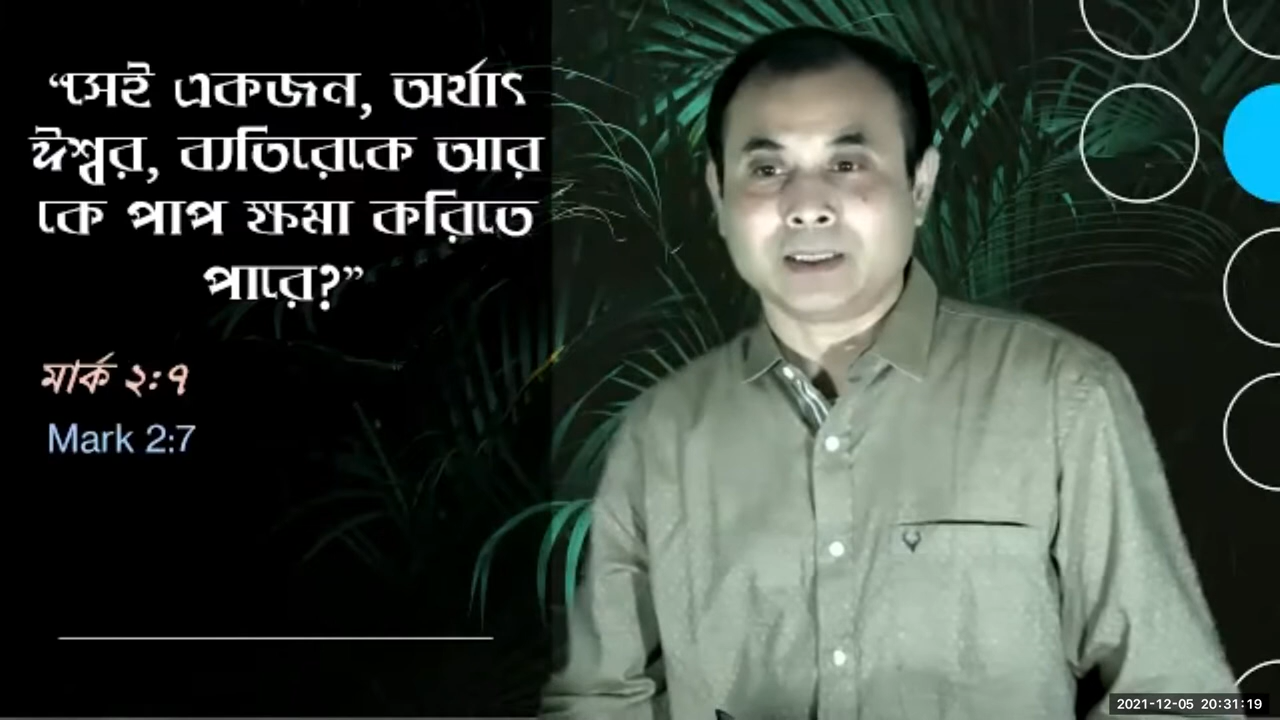 “সেই একজন, অর্থাৎ
ঈশ্বর, ব্যতিরেকে আর
কে পাপ ক্ষমা করিতে
পারে?”
মার্ক ২:৭
Mark 2:7
2021-12-05 20:31:19